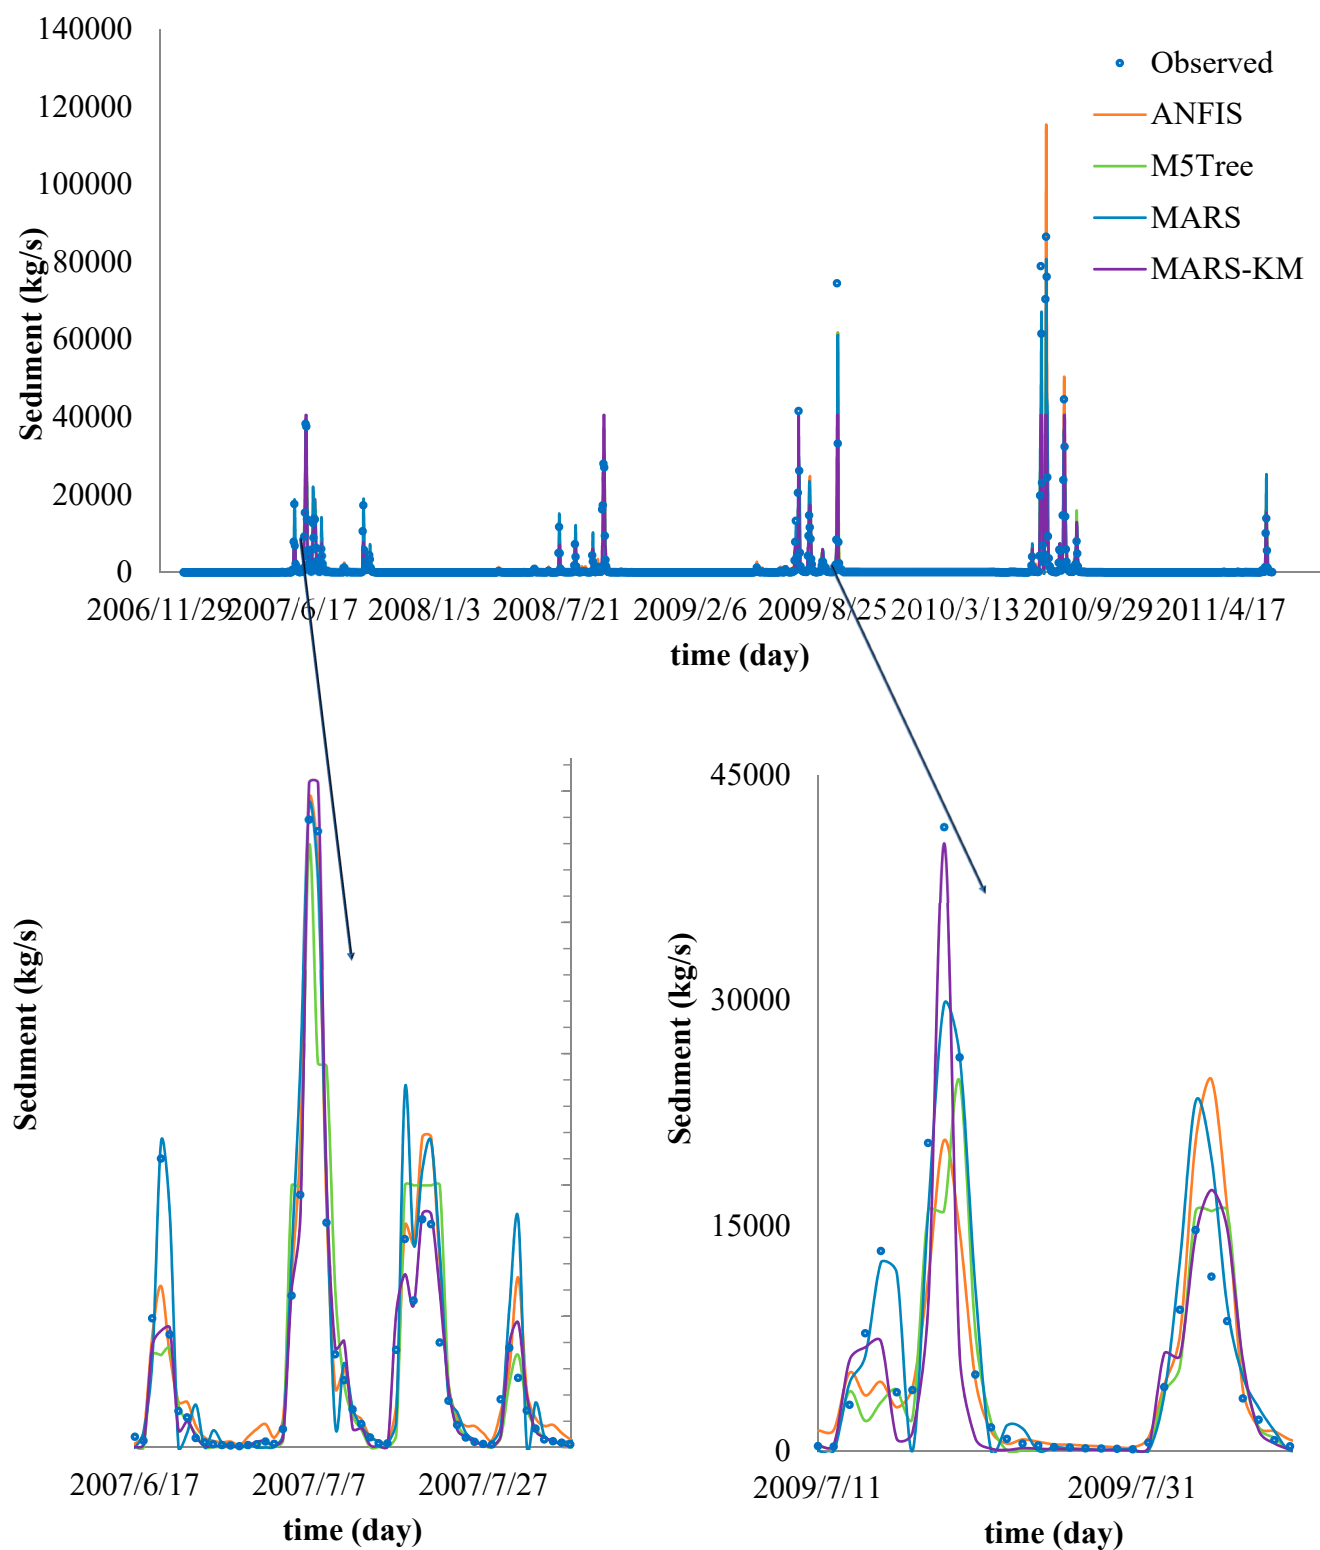 140000
120000
100000
80000
60000
40000
20000
0
Sedıment (kg/s)
Observed
ANFIS
M5Tree
MARS
MARS-KM
2006/11/29 2007/6/17 2008/1/3 2008/7/21 2009/2/6 2009/8/25 2010/3/13 2010/9/29 2011/4/17
time (day)
Sedıment (kg/s)
2007/6/17 2007/7/7 2007/7/27
time (day)
45000
30000
15000
0
Sedıment (kg/s)
2009/7/11 2009/7/31
time (day)